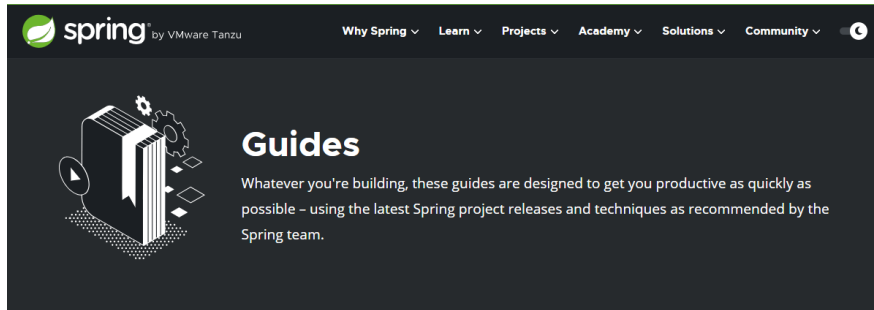 spring by VMware Tanzu
Why Spring Learn Projects Academy Solutions Community
Guides
Whatever you're building, these guides are designed to get you productive as quickly as
possible – using the latest Spring project releases and techniques as recommended by the
Spring team.